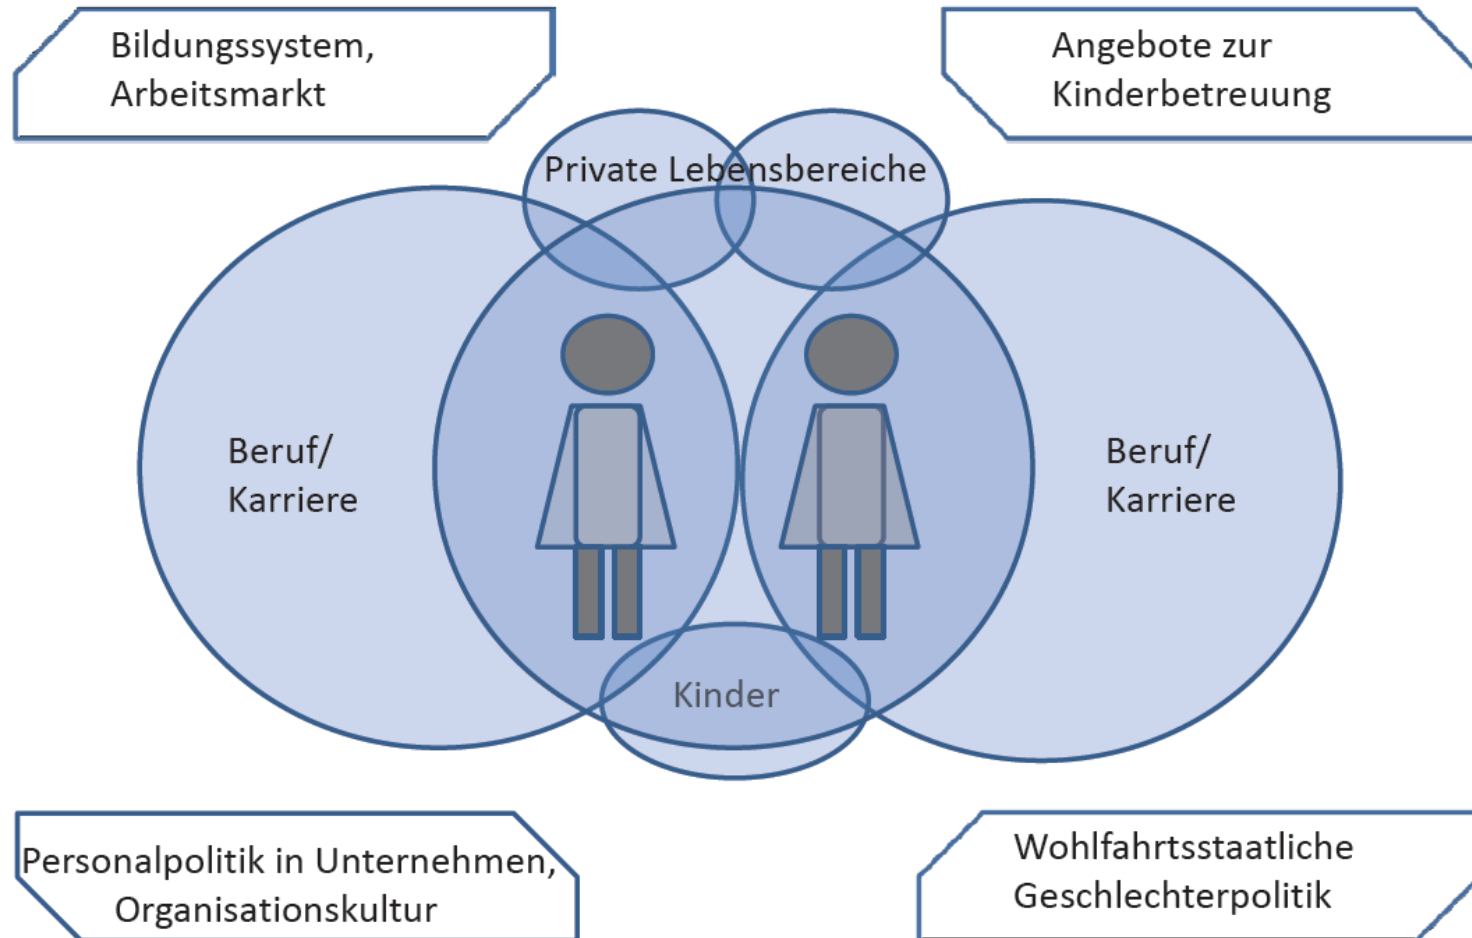 Bildungssystem,
Arbeitsmarkt
Angebote zur
Kinderbetreuung
Private Lebensbereiche
Beruf/
Karriere
Beruf/
Karriere
Kinder
Personalpolitik in Unternehmen,
Organisationskultur
Wohlfahrtsstaatliche
Geschlechterpolitik